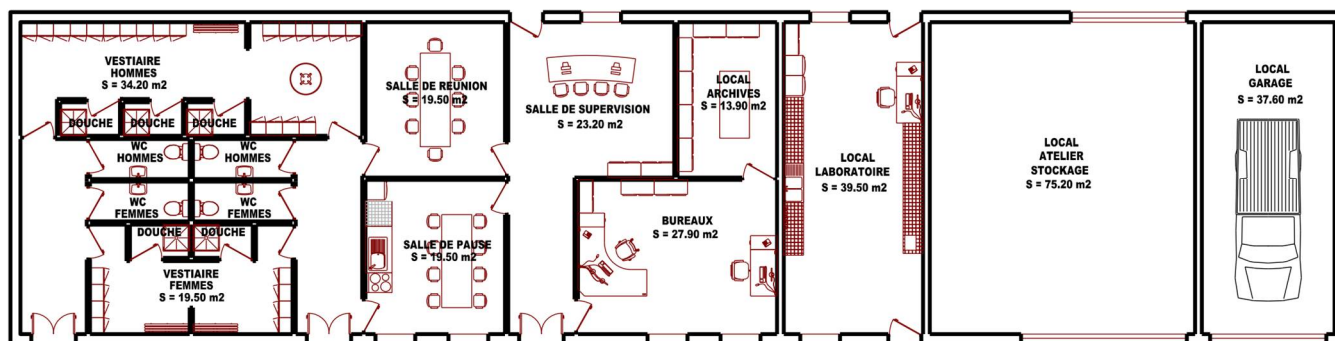 VESTIAIRE
HOMMES
S = 34.20 m2
DOUCHE
DOUCHE
DOUCHE
WC
HOMMES
WC
HOMMES
WC
FEMMES
WC
FEMMES
DOUCHE
DOUCHE
VESTIAIRE
FEMMES
S = 19.50 m2
SALLE DE REUNION
S = 19.50 m2
SALLE DE PAUSE
S = 19.50 m2
SALLE DE SUPERVISION
S = 23.20 m2
LOCAL
ARCHIVES
S = 13.90 m2
BUREAUX
S = 27.90 m2
LOCAL
LABORATOIRE
S = 39.50 m2
LOCAL
ATELIER
STOCKAGE
S = 75.20 m2
LOCAL
GARAGE
S = 37.60 m2